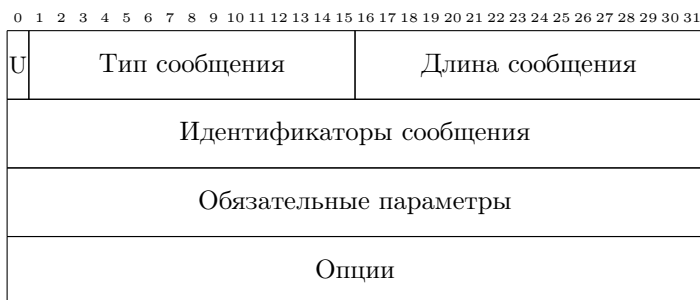 0 1 2 3 4 5 6 7 8 9 10 11 12 13 14 15 16 17 18 19 20 21 22 23 24 25 26 27 28 29 30 31
U Тип сообщения Длина сообщения
Идентификаторы сообщения
Обязательные параметры
Опции